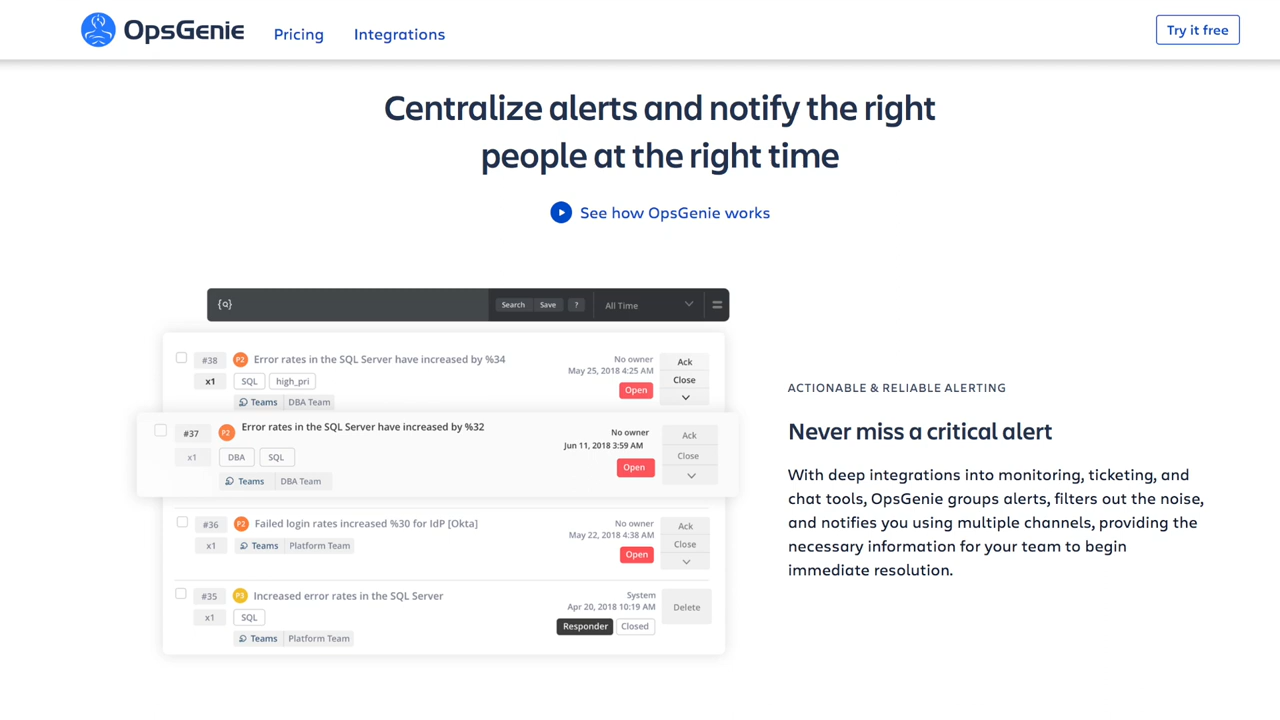 OpsGenie Pricing Integrations Try it free
Centralize alerts and notify the right
people at the right time
See how OpsGenie works
{q} Search Save ? All Time
#38 P2 Error rates in the SQL Server have increased by %34 No owner Ack
May 25, 2018 4:25 AM
x1 SQL high_pri Open Close
Teams DBA Team
#37 P2 Error rates in the SQL Server have increased by %32 No owner Ack
Jun 11, 2018 3:59 AM
x1 DBA SQL Open Close
Teams DBA Team
#36 P2 Failed login rates increased %30 for IdP [Okta] No owner Ack
May 22, 2018 4:38 AM
x1 Teams Platform Team Open Close
#35 P3 Increased error rates in the SQL Server System
Apr 20, 2018 10:19 AM Delete
x1 SQL Responder Closed
Teams Platform Team
ACTIONABLE & RELIABLE ALERTING
Never miss a critical alert
With deep integrations into monitoring, ticketing, and
chat tools, OpsGenie groups alerts, filters out the noise,
and notifies you using multiple channels, providing the
necessary information for your team to begin
immediate resolution.